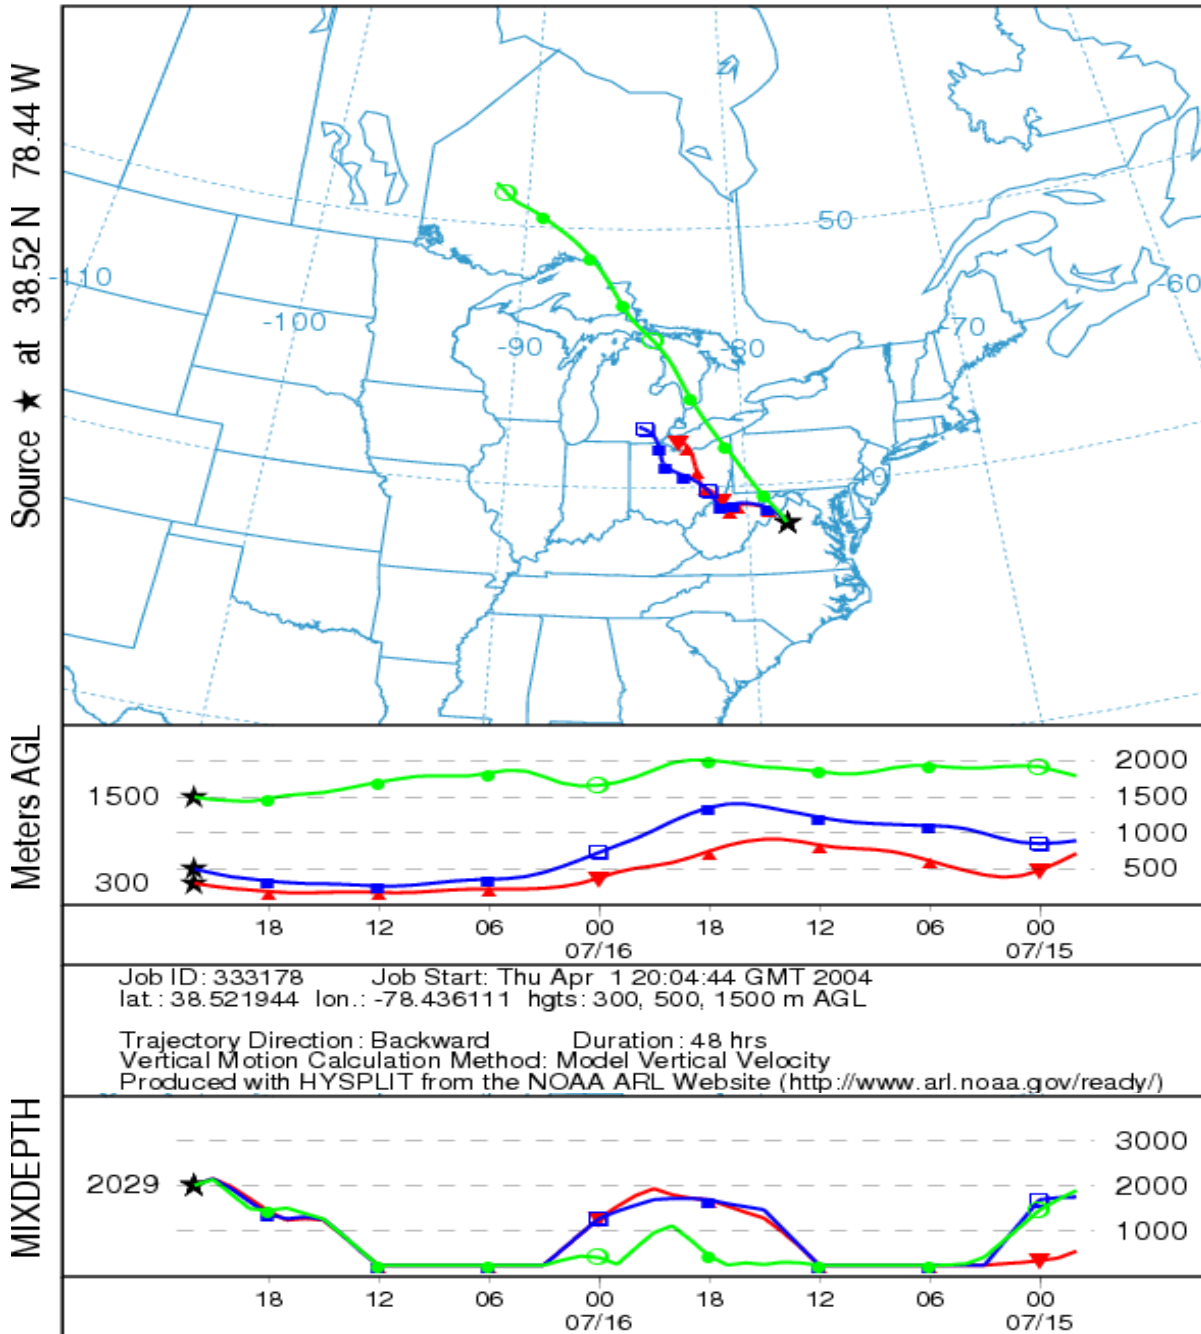 Source ★ at 38.52 N 78.44 W
50
-110
-60
-100
-70
-90
-80
40
Meters AGL
2000
1500
1500
1000
500
300
18 12 06 00 18 12 06 00
07/16 07/15
Job ID: 333178 Job Start: Thu Apr 1 20:04:44 GMT 2004
lat.: 38.521944 lon.: -78.436111 hgts: 300, 500, 1500 m AGL
Trajectory Direction: Backward Duration: 48 hrs
Vertical Motion Calculation Method: Model Vertical Velocity
Produced with HYSPLIT from the NOAA ARL Website (http://www.arl.noaa.gov/ready/)
MIXDEPTH
3000
2029
2000
1000
18 12 06 00 18 12 06 00
07/16 07/15